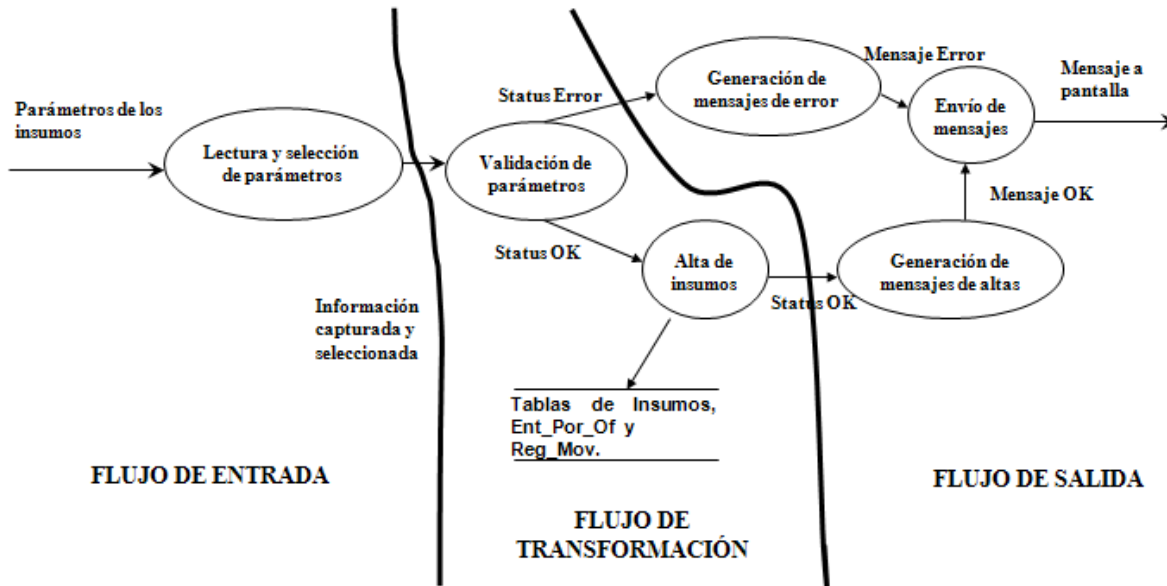 Parámetros de los
insumos
Lectura y selección
de parámetros
Información
capturada y
seleccionada
FLUJO DE ENTRADA
Validación de
parámetros
Status Error
Status OK
Alta de
insumos
Status OK
Tablas de Insumos,
Ent_Por_Of y
Reg_Mov.
FLUJO DE
TRANSFORMACIÓN
Generación de
mensajes de error
Mensaje Error
Envío de
mensajes
Mensaje a
pantalla
Mensaje OK
Generación de
mensajes de altas
FLUJO DE SALIDA